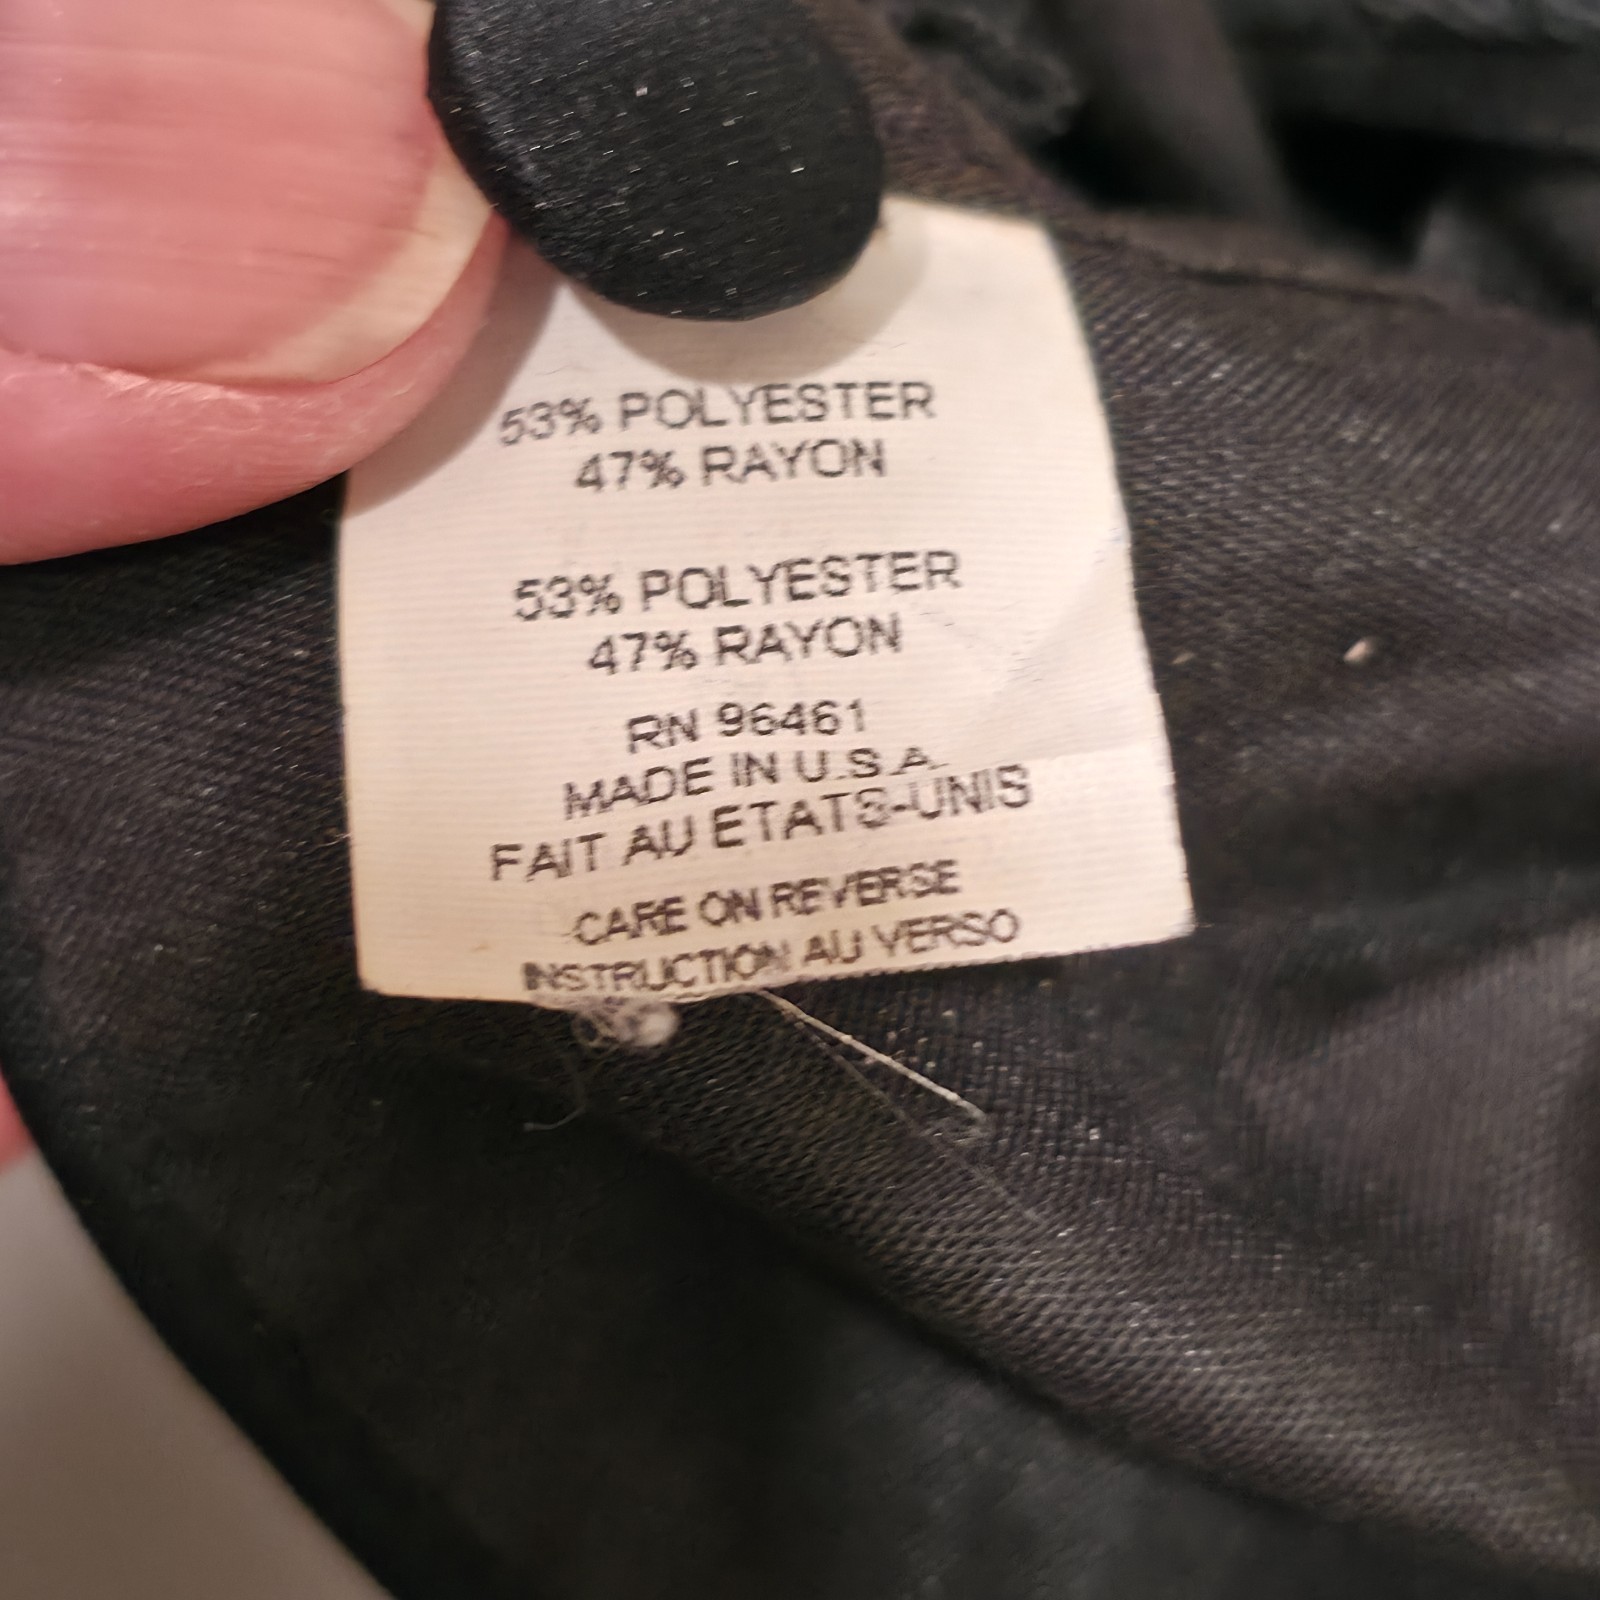 53% POLYESTER
47% RAYON
53% POLYESTER
47% RAYON
RN 96461
MADE IN U.S.A.
FAIT AU ETATS-UNIS
CARE ON REVERSE
INSTRUCTION AU VERSO